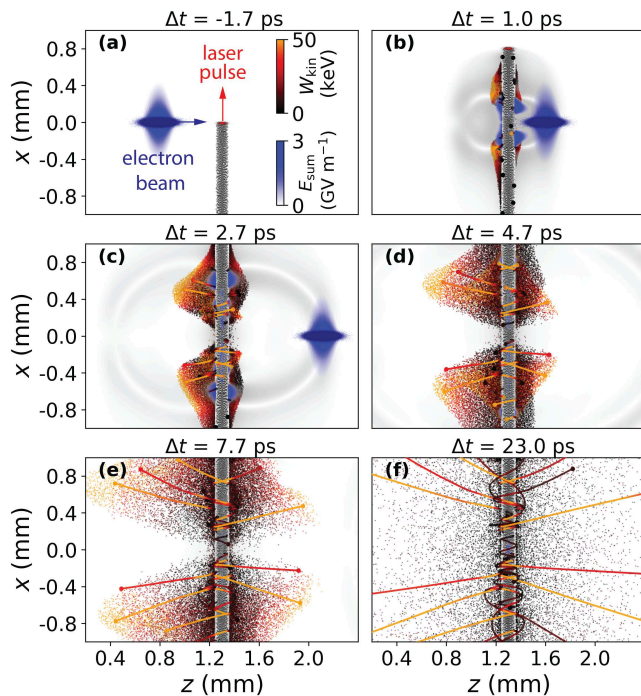 Δt = -1.7 ps
Δt = 1.0 ps
(a)
laser
pulse
electron
beam
50
0
W_kin
(keV)
3
0
E_sum
(GV m⁻¹)
(b)
x (mm)
0.8
0.4
0.0
-0.4
-0.8
Δt = 2.7 ps
Δt = 4.7 ps
(c)
(d)
x (mm)
0.8
0.4
0.0
-0.4
-0.8
Δt = 7.7 ps
Δt = 23.0 ps
(e)
(f)
x (mm)
0.8
0.4
0.0
-0.4
-0.8
0.4 0.8 1.2 1.6 2.0
0.4 0.8 1.2 1.6 2.0
z (mm)
z (mm)